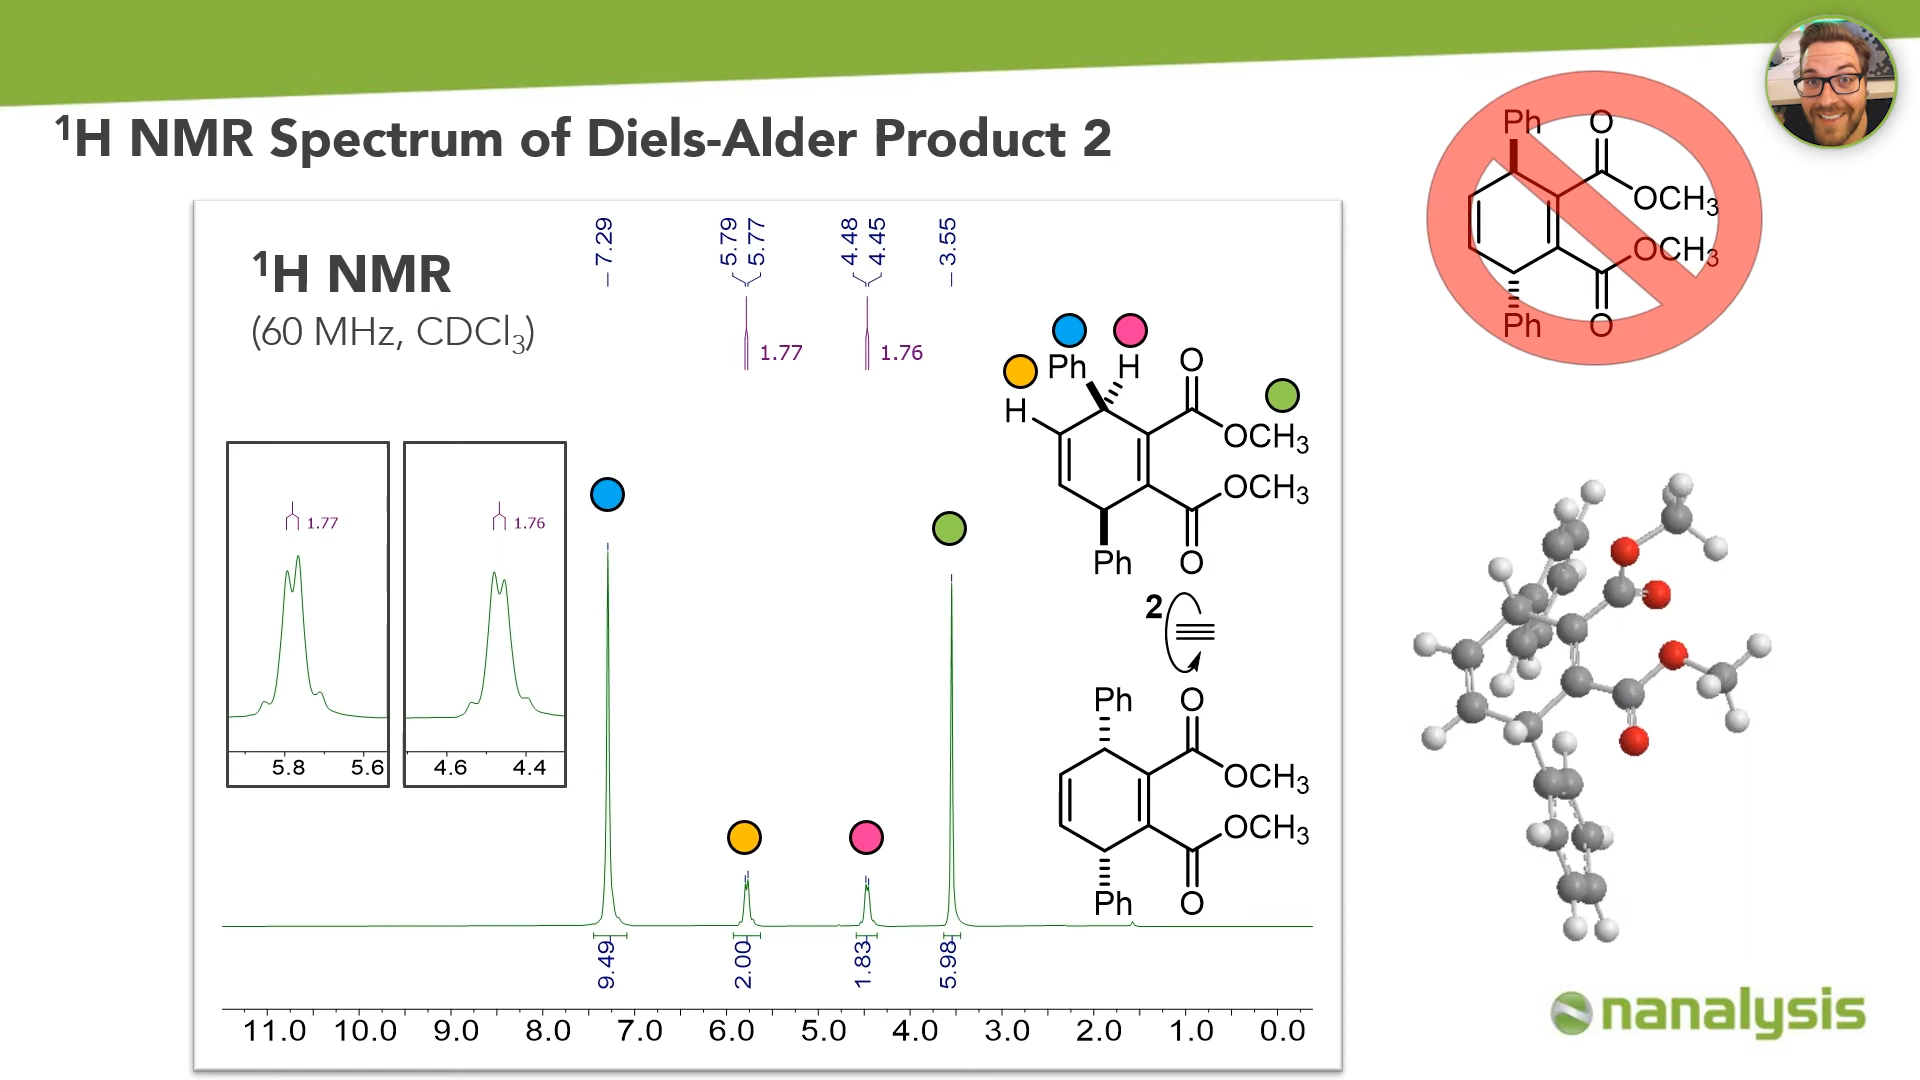 ¹H NMR Spectrum of Diels-Alder Product 2
¹H NMR
(60 MHz, CDCl₃)
7.29
5.79
5.77
4.48
4.45
3.55
1.77
1.76
1.77
1.76
5.8 5.6
4.6 4.4
Ph H O
H
OCH₃
OCH₃
Ph O
2
Ph O
OCH₃
OCH₃
Ph O
9.49
2.00
1.83
5.98
11.0 10.0 9.0 8.0 7.0 6.0 5.0 4.0 3.0 2.0 1.0 0.0
Ph O
OCH₃
OCH₃
Ph O
nanalysis